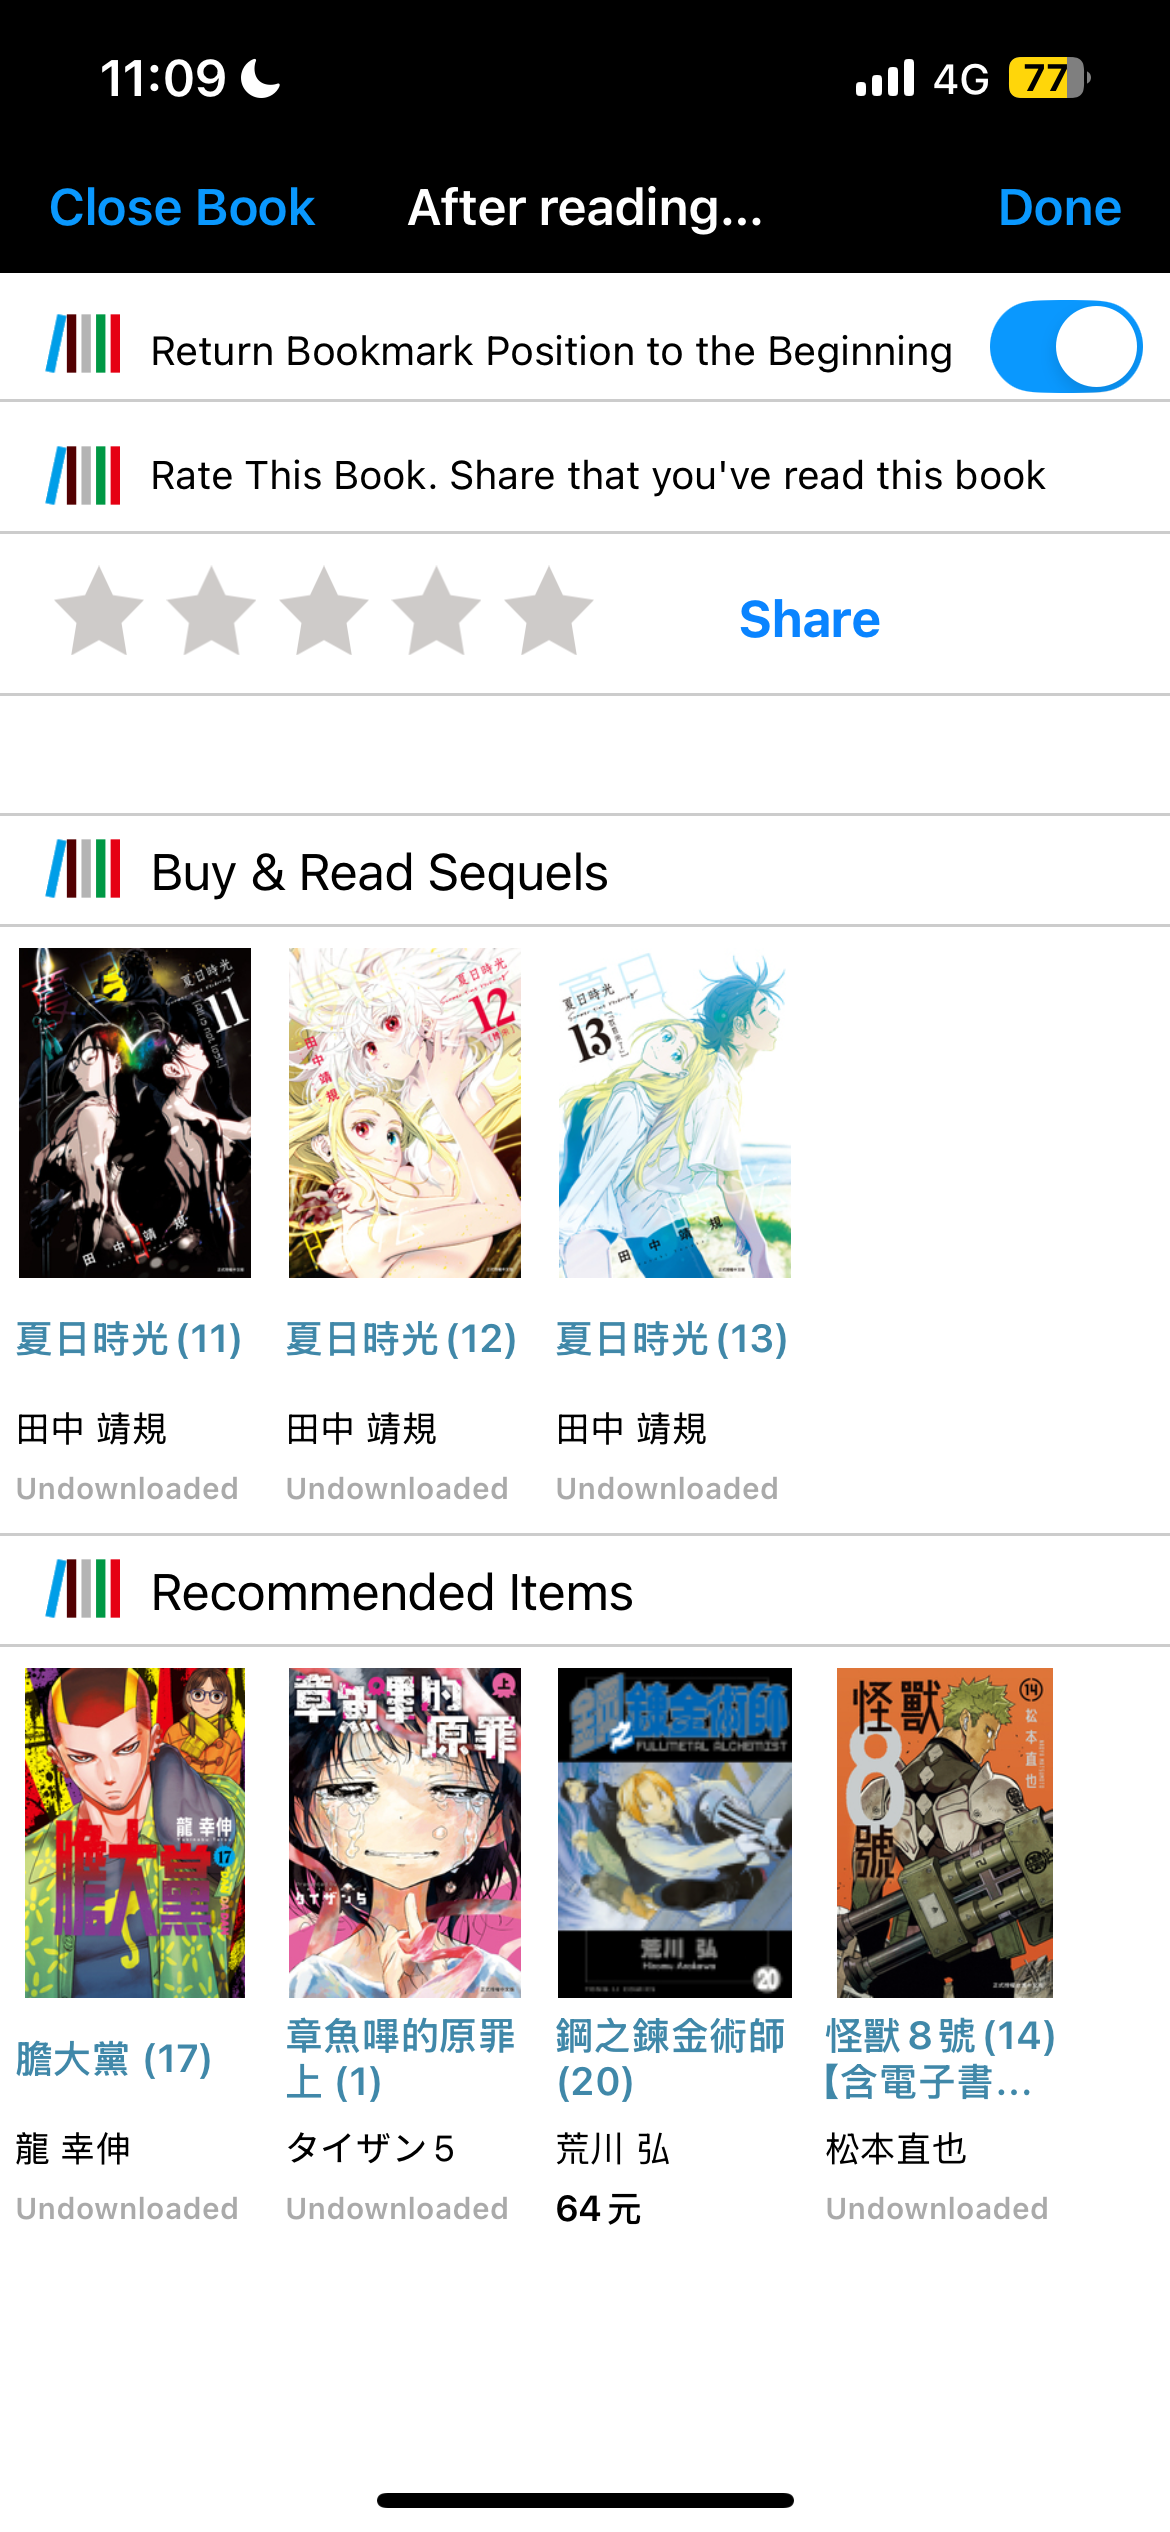 11:09
4G 77
Close Book After reading... Done
Return Bookmark Position to the Beginning
Rate This Book. Share that you've read this book
Share
Buy & Read Sequels
夏日時光
11
田中靖規
夏日時光
12
田中靖規
夏日時光
13
田中靖規
夏日時光 (11) 夏日時光 (12) 夏日時光 (13)
田中 靖規 田中 靖規 田中 靖規
Undownloaded Undownloaded Undownloaded
Recommended Items
龍 幸伸
膽大黨
17
章魚嗶的
原罪
上
タイザン5
鋼之鍊金術師
FULLMETAL ALCHEMIST
荒川 弘
Hiromu Arakawa
20
怪獸
8
號
14
松本直也
膽大黨 (17) 章魚嗶的原罪 鋼之鍊金術師 怪獸8號 (14)
上 (1) (20) 【含電子書...
龍 幸伸 タイザン5 荒川 弘 松本直也
Undownloaded Undownloaded 64元 Undownloaded